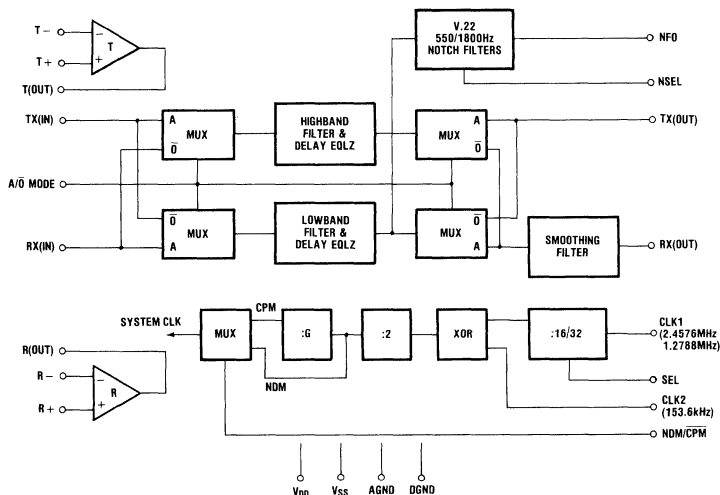 T−
T+
T(OUT)
−
+
T
V.22
550/1800Hz
NOTCH FILTERS
NFO
NSEL
TX(IN)
A
O̅
MUX
HIGHBAND
FILTER &
DELAY EQLZ
MUX
A
O̅
TX(OUT)
A/O̅ MODE
RX(IN)
O̅
A
MUX
LOWBAND
FILTER &
DELAY EQLZ
MUX
O̅
A
SMOOTHING
FILTER
RX(OUT)
SYSTEM CLK
MUX
CPM
NDM
:G
:2
XOR
:16/32
CLK1
(2.4576MHz
1.2788MHz)
SEL
CLK2
(153.6kHz)
NDM/C̅P̅M̅
R(OUT)
R−
R+
−
+
R
VDD
VSS
AGND
DGND